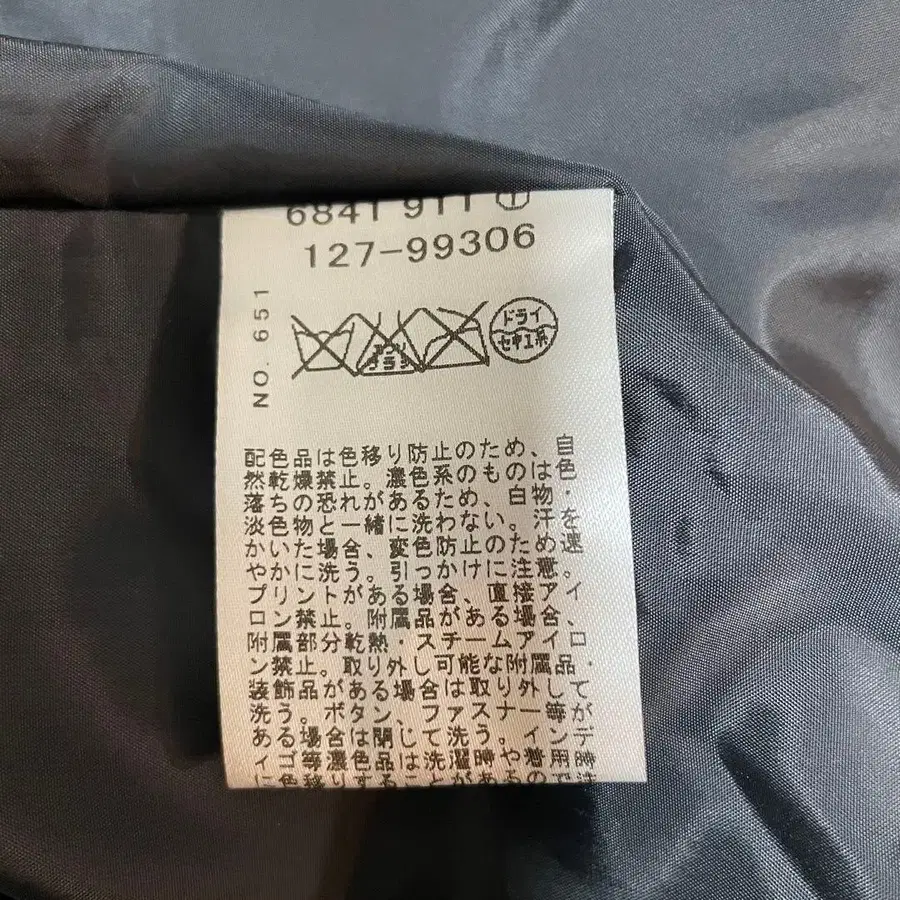 6841 911 Ⓣ
127-99306
NO. 651
エンソ
ブラシ
ドライ
セキユ系
配色品は色移り防止のため、自
然乾燥禁止。濃色系のものは色
落ちの恐れがあるため、白物・
淡色物と一緒に洗わない。汗を
かいた場合、変色防止のため速
やかに洗う。引っかけに注意。
プリントがある場合、直接アイ
ロン禁止。附属品がある場合、
附属部分乾熱・スチームアイロ
ン禁止。取り外し可能な附属品・
装飾品がある場合は取り外して
洗う。ボタン、ファスナー等が
ある場合は閉じて洗う。インデ
ィゴ等濃色品は洗濯時や着用時